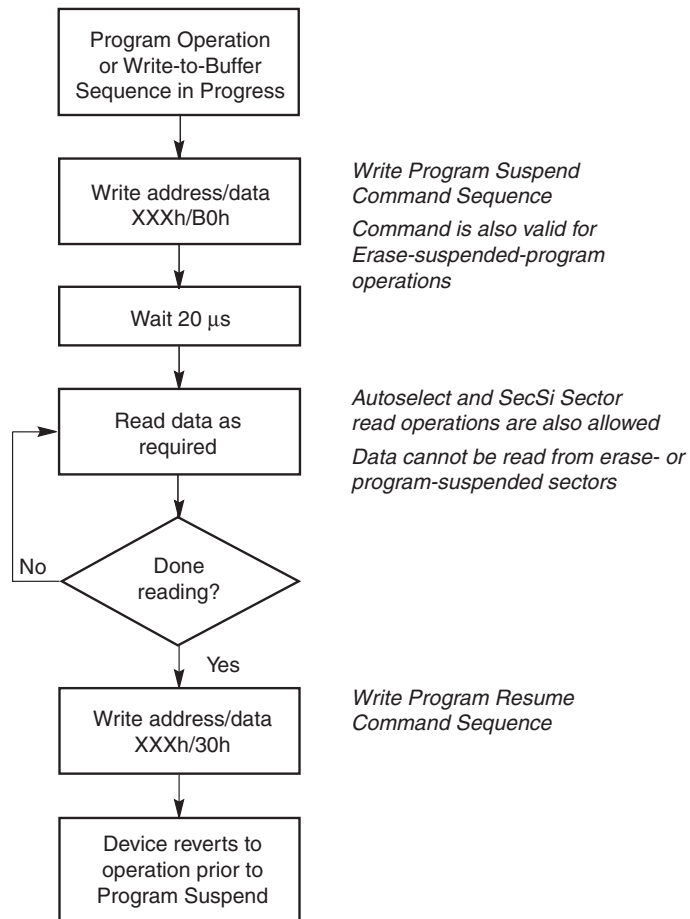 Program Operation
or Write-to-Buffer
Sequence in Progress
Write address/data
XXXh/B0h
Write Program Suspend
Command Sequence
Command is also valid for
Erase-suspended-program
operations
Wait 20 μs
Read data as
required
Autoselect and SecSi Sector
read operations are also allowed
Data cannot be read from erase- or
program-suspended sectors
No
Done
reading?
Yes
Write address/data
XXXh/30h
Write Program Resume
Command Sequence
Device reverts to
operation prior to
Program Suspend